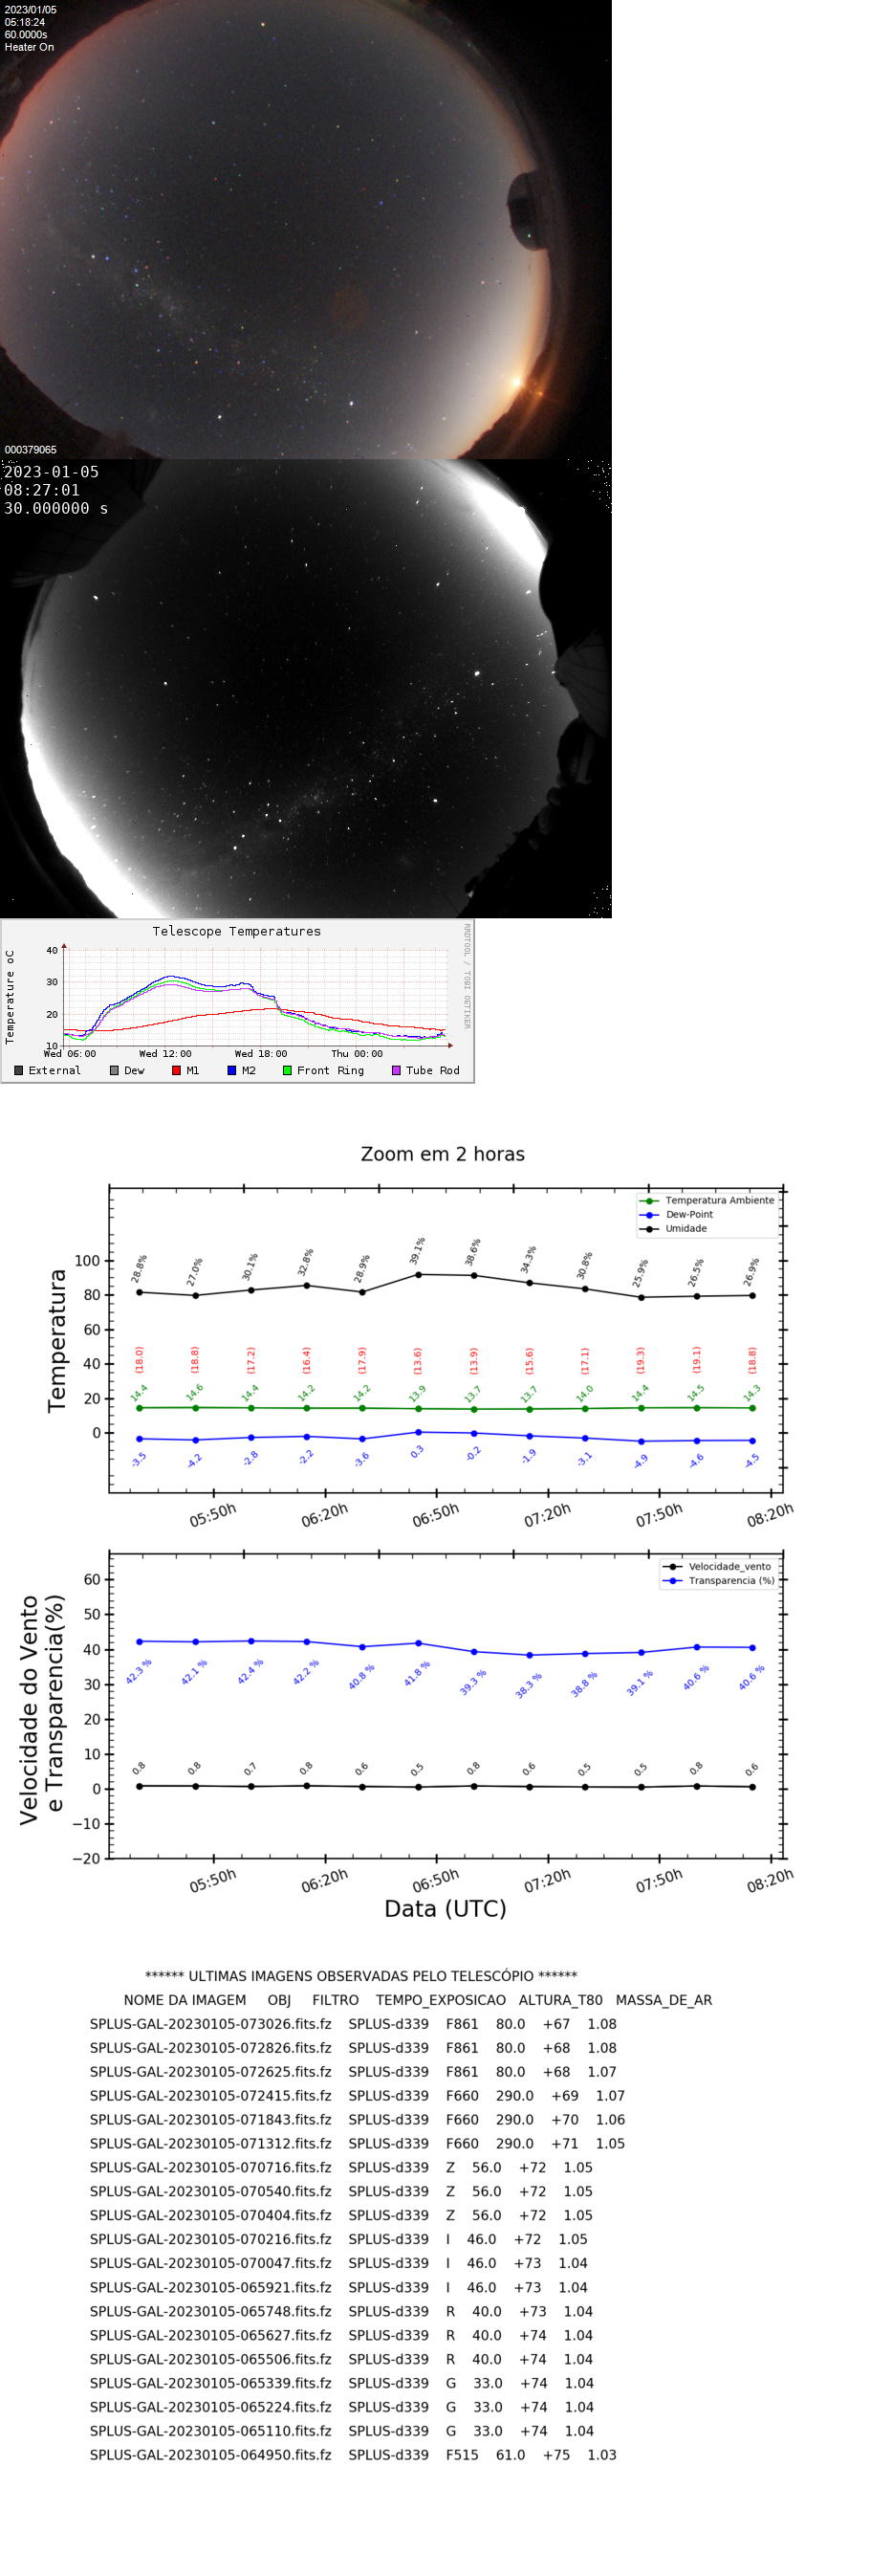 2023/01/05
05:18:24
60.0000s
Heater On
000379065
2023-01-05
08:27:01
30.000000 s
Telescope Temperatures
RRDTOOL / TOBI OETIKER
Temperature oC
40
30
20
10
Wed 06:00 Wed 12:00 Wed 18:00 Thu 00:00
External Dew M1 M2 Front Ring Tube Rod
Zoom em 2 horas
Temperatura Ambiente
Dew-Point
Umidade
Temperatura
100
80
60
40
20
0
28.8% 27.0% 30.1% 32.8% 28.9% 39.1% 38.6% 34.3% 30.8% 25.9% 26.5% 26.9%
(18.0) (18.8) (17.2) (16.4) (17.9) (13.6) (13.9) (15.6) (17.1) (19.3) (19.1) (18.8)
14.4 14.6 14.4 14.2 14.2 13.9 13.7 13.7 14.0 14.4 14.5 14.3
-3.5 -4.2 -2.8 -2.2 -3.6 0.3 -0.2 -1.9 -3.1 -4.9 -4.6 -4.5
05:50h 06:20h 06:50h 07:20h 07:50h 08:20h
Velocidade_vento
Transparencia (%)
Velocidade do Vento
e Transparencia(%)
60
50
40
30
20
10
0
−10
−20
42.3 % 42.1 % 42.4 % 42.2 % 40.8 % 41.8 % 39.3 % 38.3 % 38.8 % 39.1 % 40.6 % 40.6 %
0.8 0.8 0.7 0.8 0.6 0.5 0.8 0.6 0.5 0.5 0.8 0.6
05:50h 06:20h 06:50h 07:20h 07:50h 08:20h
Data (UTC)
****** ULTIMAS IMAGENS OBSERVADAS PELO TELESCÓPIO ******
NOME DA IMAGEM OBJ FILTRO TEMPO_EXPOSICAO ALTURA_T80 MASSA_DE_AR
SPLUS-GAL-20230105-073026.fits.fz SPLUS-d339 F861 80.0 +67 1.08
SPLUS-GAL-20230105-072826.fits.fz SPLUS-d339 F861 80.0 +68 1.08
SPLUS-GAL-20230105-072625.fits.fz SPLUS-d339 F861 80.0 +68 1.07
SPLUS-GAL-20230105-072415.fits.fz SPLUS-d339 F660 290.0 +69 1.07
SPLUS-GAL-20230105-071843.fits.fz SPLUS-d339 F660 290.0 +70 1.06
SPLUS-GAL-20230105-071312.fits.fz SPLUS-d339 F660 290.0 +71 1.05
SPLUS-GAL-20230105-070716.fits.fz SPLUS-d339 Z 56.0 +72 1.05
SPLUS-GAL-20230105-070540.fits.fz SPLUS-d339 Z 56.0 +72 1.05
SPLUS-GAL-20230105-070404.fits.fz SPLUS-d339 Z 56.0 +72 1.05
SPLUS-GAL-20230105-070216.fits.fz SPLUS-d339 I 46.0 +72 1.05
SPLUS-GAL-20230105-070047.fits.fz SPLUS-d339 I 46.0 +73 1.04
SPLUS-GAL-20230105-065921.fits.fz SPLUS-d339 I 46.0 +73 1.04
SPLUS-GAL-20230105-065748.fits.fz SPLUS-d339 R 40.0 +73 1.04
SPLUS-GAL-20230105-065627.fits.fz SPLUS-d339 R 40.0 +74 1.04
SPLUS-GAL-20230105-065506.fits.fz SPLUS-d339 R 40.0 +74 1.04
SPLUS-GAL-20230105-065339.fits.fz SPLUS-d339 G 33.0 +74 1.04
SPLUS-GAL-20230105-065224.fits.fz SPLUS-d339 G 33.0 +74 1.04
SPLUS-GAL-20230105-065110.fits.fz SPLUS-d339 G 33.0 +74 1.04
SPLUS-GAL-20230105-064950.fits.fz SPLUS-d339 F515 61.0 +75 1.03